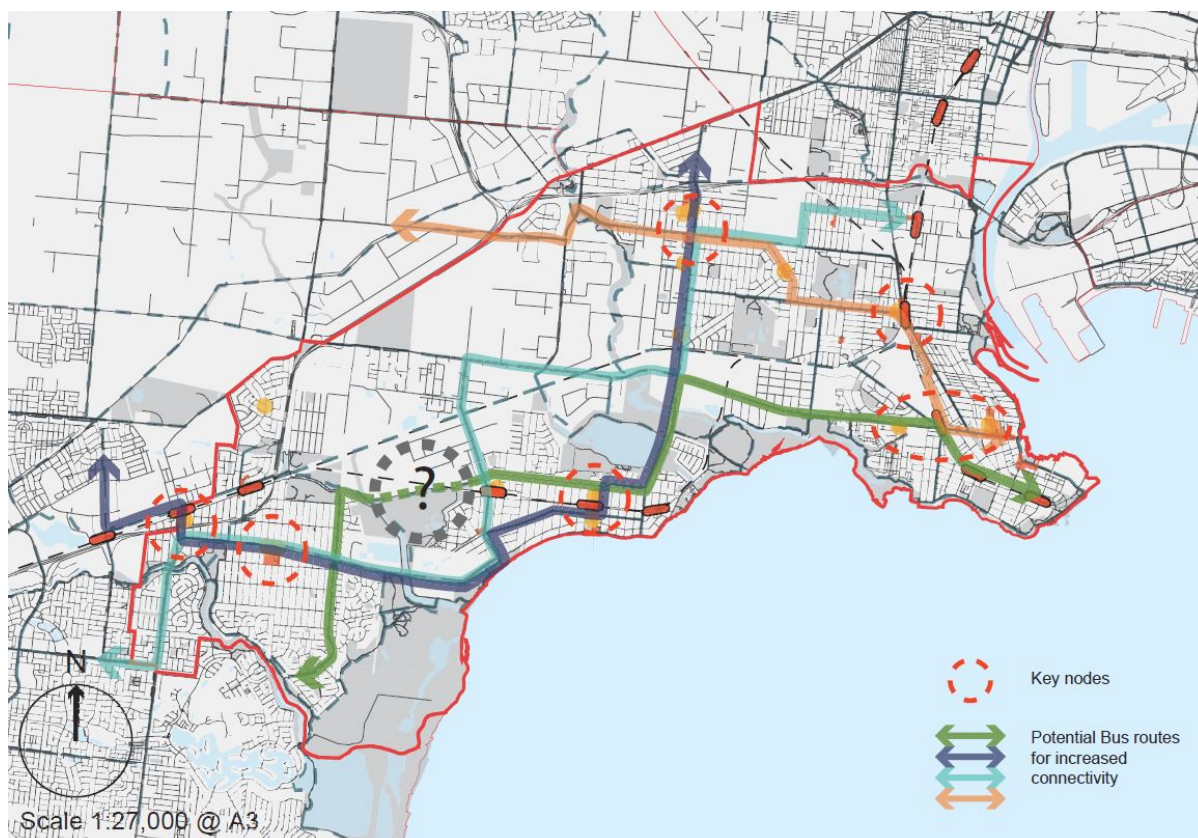 ?
N
Scale 1:27,000 @ A3
Key nodes
Potential Bus routes
for increased
connectivity